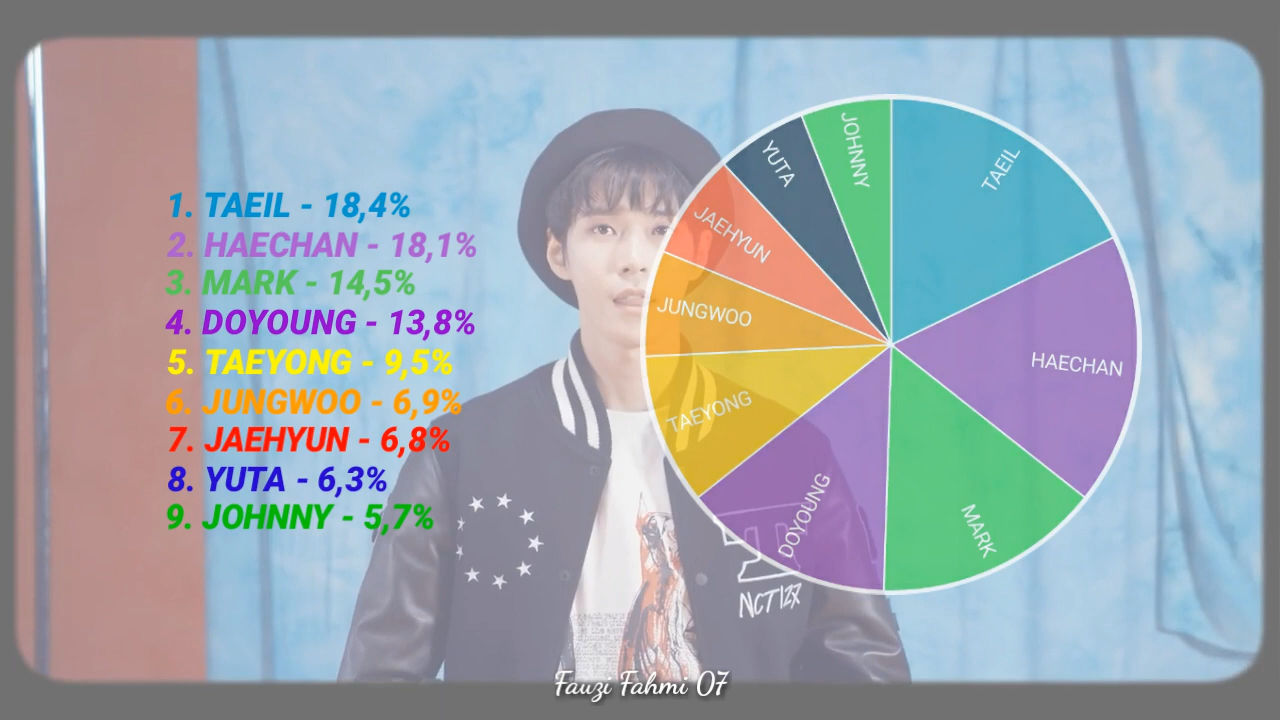 1. TAEIL - 18,4%
2. HAECHAN - 18,1%
3. MARK - 14,5%
4. DOYOUNG - 13,8%
5. TAEYONG - 9,5%
6. JUNGWOO - 6,9%
7. JAEHYUN - 6,8%
8. YUTA - 6,3%
9. JOHNNY - 5,7%
TAEIL
HAECHAN
MARK
DOYOUNG
TAEYONG
JUNGWOO
JAEHYUN
YUTA
JOHNNY
NCT 127
Fauzi Fahmi 07